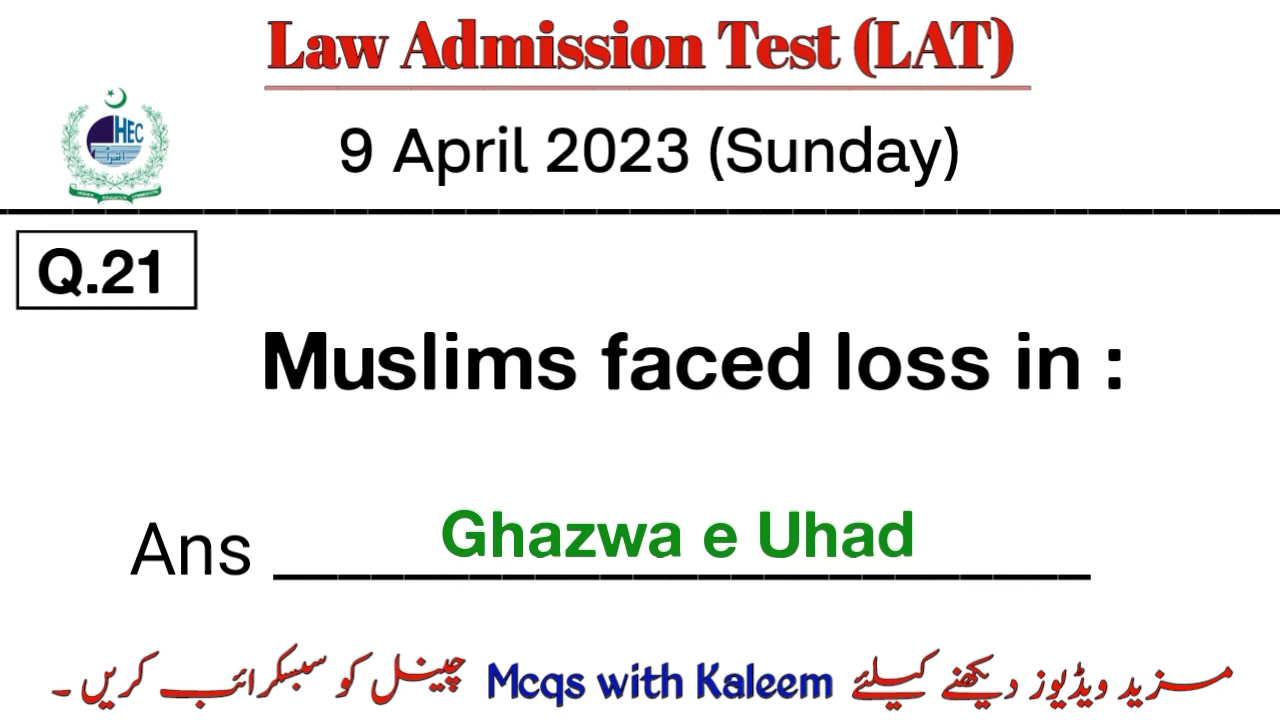 Law Admission Test (LAT)
HEC
9 April 2023 (Sunday)
Q.21
Muslims faced loss in :
Ans Ghazwa e Uhad
مزید ویڈیوز دیکھنے کیلئے Mcqs with Kaleem چینل کو سبسکرائب کریں ۔